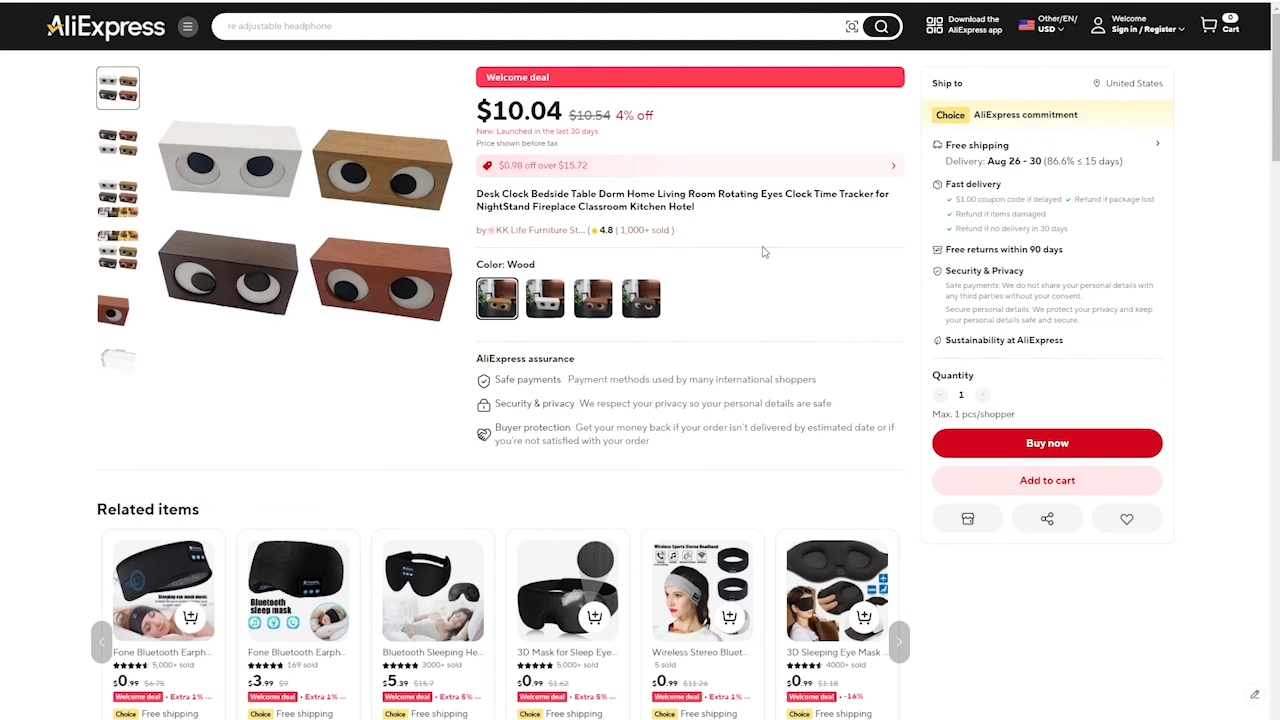 AliExpress
re adjustable headphone
Download the
AliExpress app
Other/EN/
USD
Welcome
Sign in / Register
0
Cart
Welcome deal
$10.04 $10.54 4% off
New: Launched in the last 30 days
Price shown before tax
$0.98 off over $15.72
Desk Clock Bedside Table Dorm Home Living Room Rotating Eyes Clock Time Tracker for
NightStand Fireplace Classroom Kitchen Hotel
by KK Life Furniture St... ( 4.8 | 1,000+ sold )
Color: Wood
AliExpress assurance
Safe payments Payment methods used by many international shoppers
Security & privacy We respect your privacy so your personal details are safe
Buyer protection Get your money back if your order isn't delivered by estimated date or if
you're not satisfied with your order
Ship to
United States
Choice AliExpress commitment
Free shipping
Delivery: Aug 26 - 30 (86.6% ≤ 15 days)
Fast delivery
$1.00 coupon code if delayed Refund if package lost
Refund if items damaged
Refund if no delivery in 30 days
Free returns within 90 days
Security & Privacy
Safe payments: We do not share your personal details with
any third parties without your consent.
Secure personal details: We protect your privacy and keep
your personal details safe and secure.
Sustainability at AliExpress
Quantity
1
Max. 1 pcs/shopper
Buy now
Add to cart
Related items
Sleeping eye mask music
Fone Bluetooth Earph...
5,000+ sold
$0.99 $6.75
Welcome deal • Extra 1% ...
Choice Free shipping
Bluetooth
sleep mask
Fone Bluetooth Earph...
169 sold
$3.99 $9
Welcome deal • Extra 1% ...
Choice Free shipping
Bluetooth Sleeping He...
3000+ sold
$5.39 $15.7
Welcome deal • Extra 5% ...
Choice Free shipping
3D Mask for Sleep Eye...
5,000+ sold
$0.99 $1.62
Welcome deal • Extra 5% ...
Choice Free shipping
Wireless Sports Stereo Headband
Wireless Stereo Bluet...
5 sold
$0.99 $11.26
Welcome deal • Extra 1% ...
Choice Free shipping
3D Sleeping Eye Mask ...
4000+ sold
$0.99 $1.18
Welcome deal • -16%
Choice Free shipping